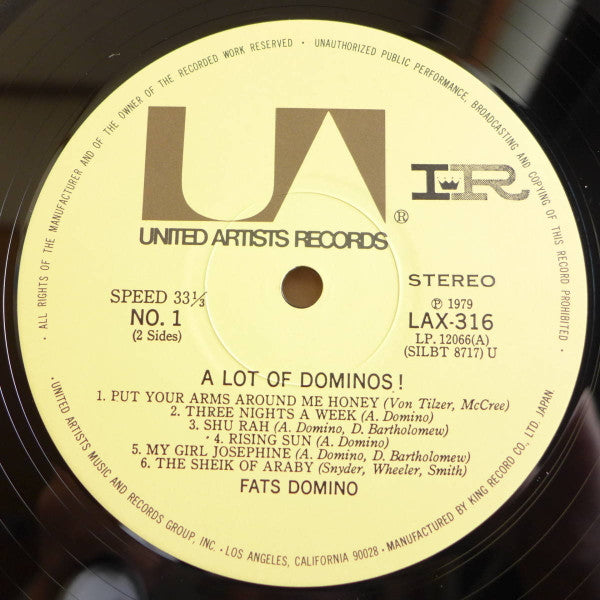 ALL RIGHTS OF THE MANUFACTURER AND OF THE OWNER OF THE RECORDED WORK RESERVED • UNAUTHORIZED PUBLIC PERFORMANCE, BROADCASTING AND COPYING OF THIS RECORD PROHIBITED •
UA
®
IR
UNITED ARTISTS RECORDS
STEREO
SPEED 33⅓
Ⓟ 1979
NO. 1
LAX-316
(2 Sides)
LP. 12066(A)
(SILBT 8717) U
A LOT OF DOMINOS !
1. PUT YOUR ARMS AROUND ME HONEY (Von Tilzer, McCree)
2. THREE NIGHTS A WEEK (A. Domino)
3. SHU RAH (A. Domino, D. Bartholomew)
4. RISING SUN (A. Domino)
5. MY GIRL JOSEPHINE (A. Domino, D. Bartholomew)
6. THE SHEIK OF ARABY (Snyder, Wheeler, Smith)
FATS DOMINO
• UNITED ARTISTS MUSIC AND RECORDS GROUP, INC. • LOS ANGELES, CALIFORNIA 90028 • MANUFACTURED BY KING RECORD CO., LTD. JAPAN.